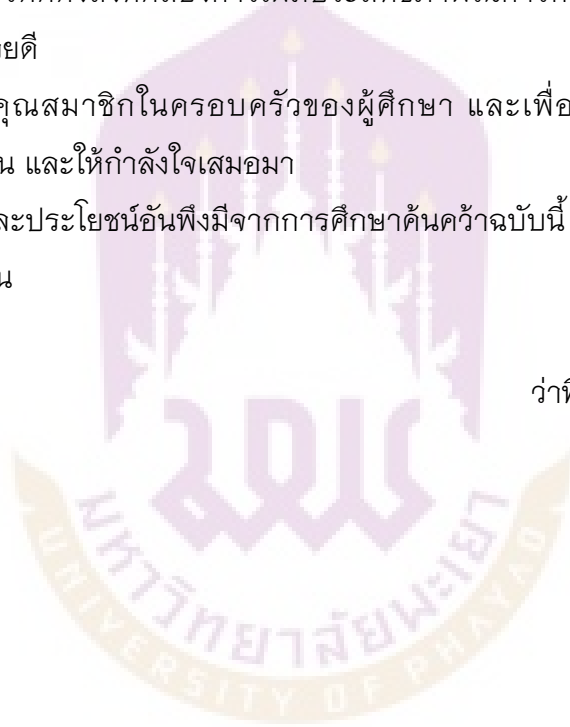 ยดี
คุณสมาชิกในครอบครัวของผู้ศึกษา และเพื่อ
น และให้กำลังใจเสมอมา
ละประโยชน์อันพึงมีจากการศึกษาค้นคว้าฉบับนี้
น
ว่าที่
มหาวิทยาลัยพะเยา
UNIVERSITY OF PHAYAO